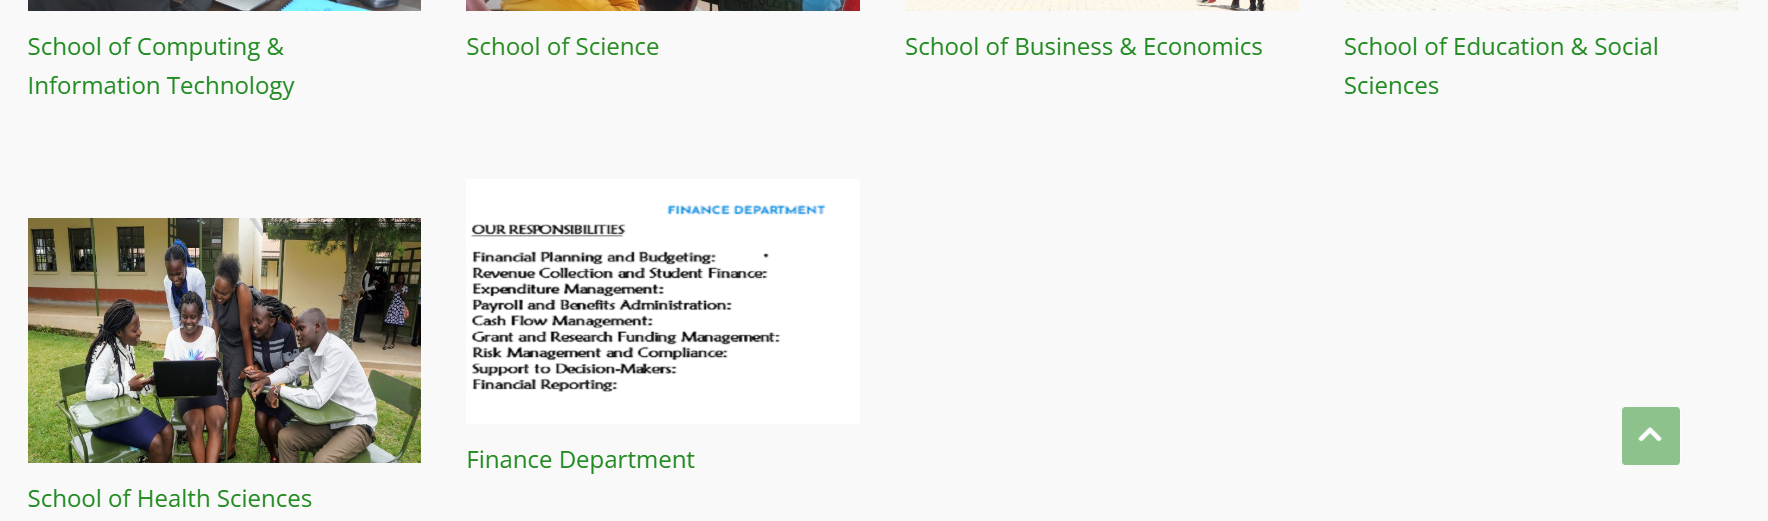 School of Computing &
Information Technology
School of Science
School of Business & Economics
School of Education & Social
Sciences
FINANCE DEPARTMENT
OUR RESPONSIBILITIES
Financial Planning and Budgeting:
Revenue Collection and Student Finance:
Expenditure Management:
Payroll and Benefits Administration:
Cash Flow Management:
Grant and Research Funding Management:
Risk Management and Compliance:
Support to Decision-Makers:
Financial Reporting:
Finance Department
School of Health Sciences